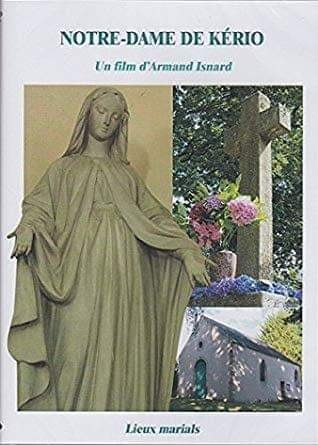 NOTRE-DAME DE KÉRIO
Un film d'Armand Isnard
Lieux marials